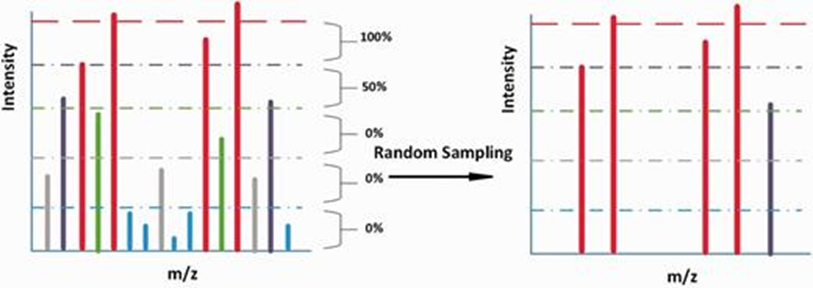 Intensity
100%
50%
0%
0%
0%
m/z
Random Sampling
Intensity
m/z